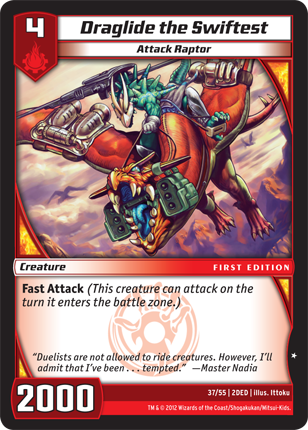 4
Draglide the Swiftest
Attack Raptor
Creature
FIRST EDITION
Fast Attack (This creature can attack on the
turn it enters the battle zone.)
“Duelists are not allowed to ride creatures. However, I’ll
admit that I’ve been . . . tempted.” —Master Nadia
2000
37/55 | 2DED | illus. Ittoku
TM & © 2012 Wizards of the Coast/Shogakukan/Mitsui-Kids.